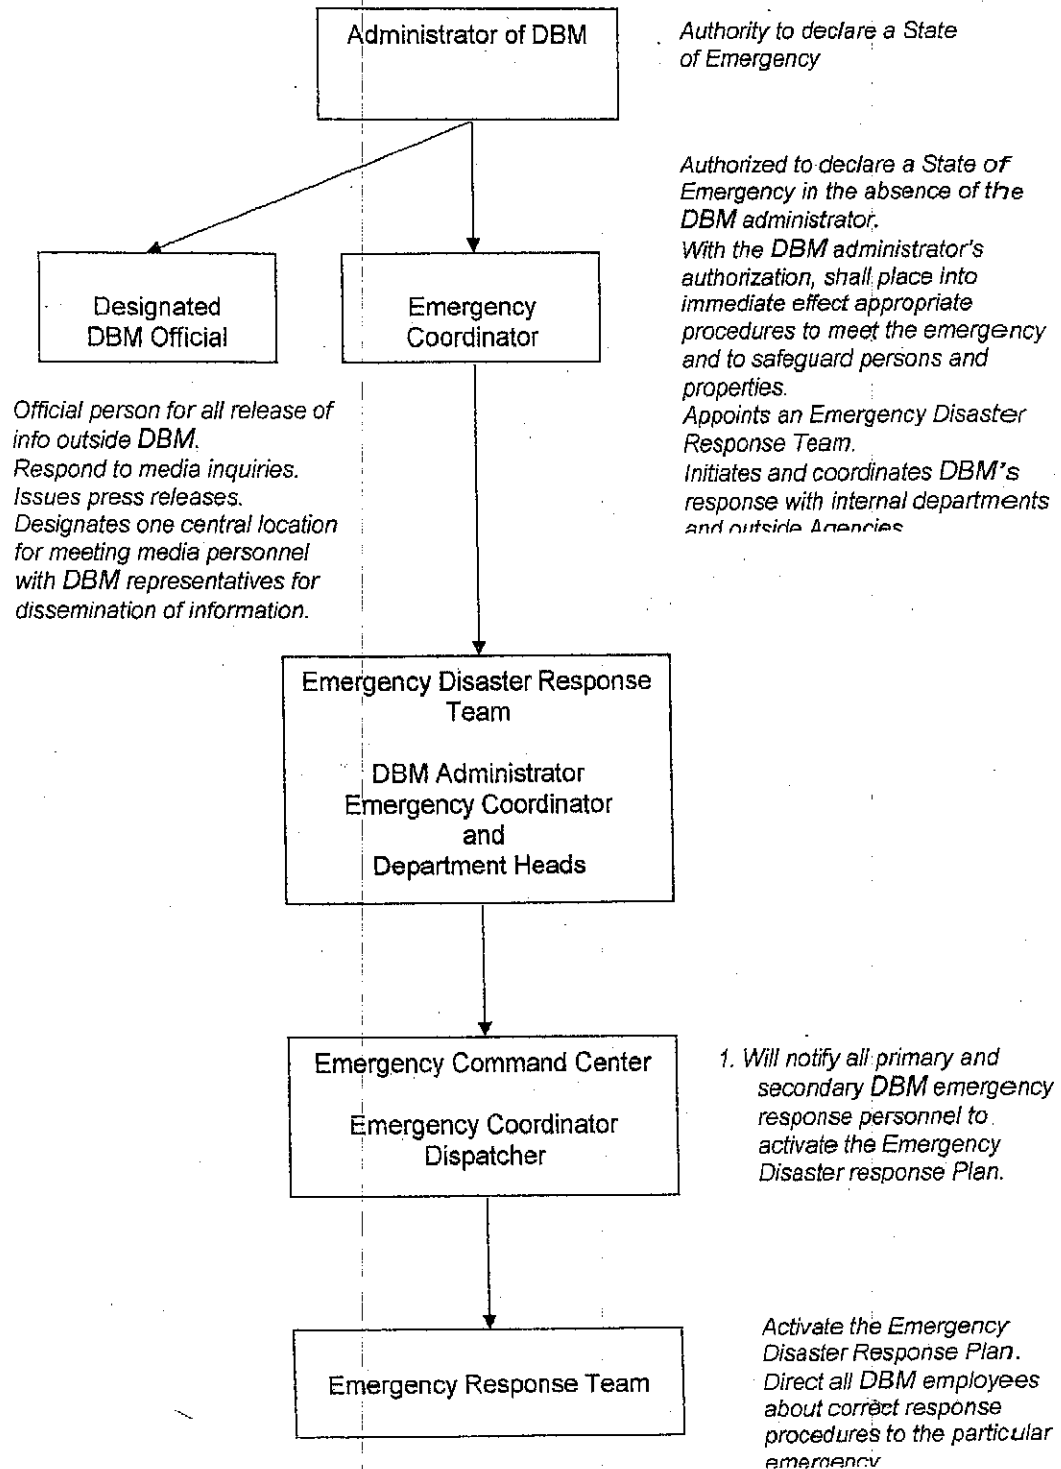 Administrator of DBM
Authority to declare a State
of Emergency
Authorized to declare a State of
Emergency in the absence of the
DBM administrator.
With the DBM administrator's
authorization, shall place into
immediate effect appropriate
procedures to meet the emergency
and to safeguard persons and
properties.
Appoints an Emergency Disaster
Response Team.
Initiates and coordinates DBM's
response with internal departments
and outside Agencies
Designated
DBM Official
Emergency
Coordinator
Official person for all release of
info outside DBM.
Respond to media inquiries.
Issues press releases.
Designates one central location
for meeting media personnel
with DBM representatives for
dissemination of information.
Emergency Disaster Response
Team
DBM Administrator
Emergency Coordinator
and
Department Heads
Emergency Command Center
Emergency Coordinator
Dispatcher
1. Will notify all primary and
secondary DBM emergency
response personnel to
activate the Emergency
Disaster response Plan.
Emergency Response Team
Activate the Emergency
Disaster Response Plan.
Direct all DBM employees
about correct response
procedures to the particular
emergency